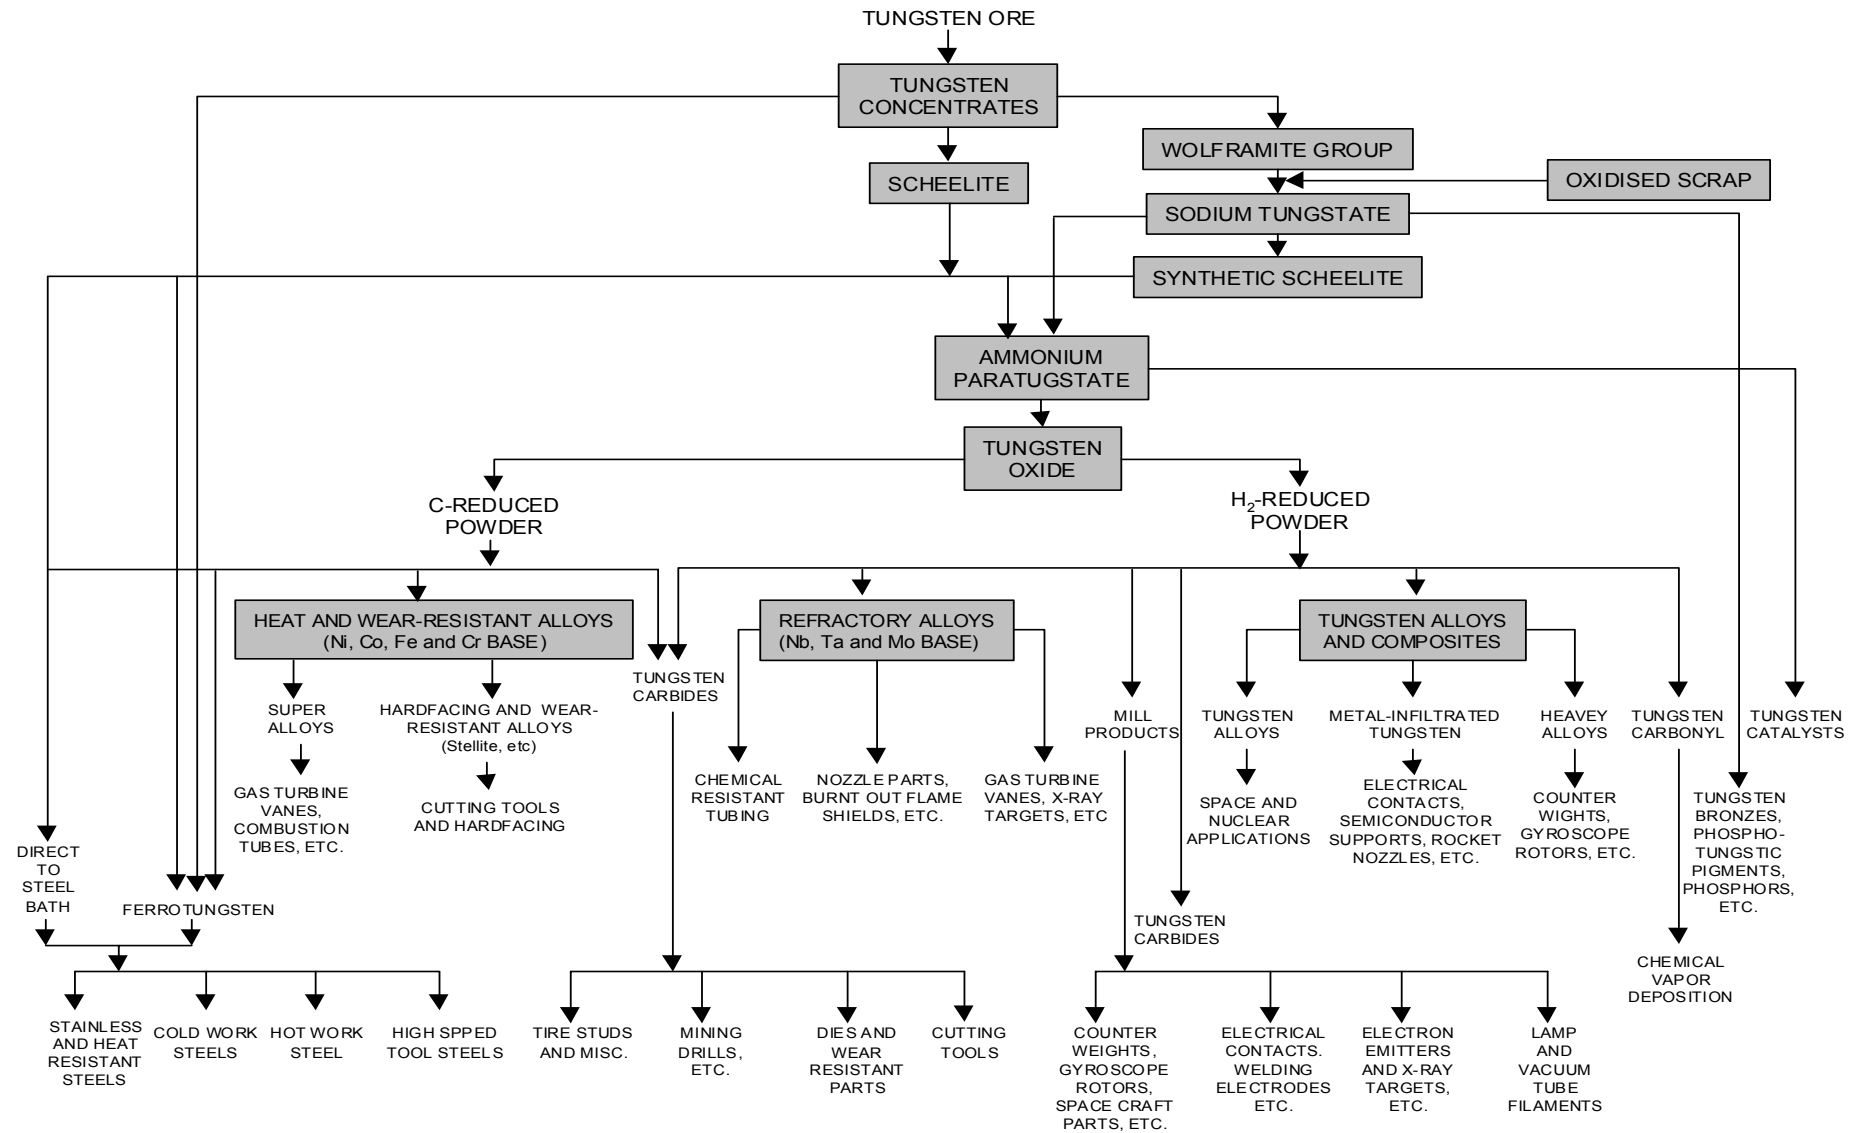 TUNGSTEN ORE
TUNGSTEN
CONCENTRATES
WOLFRAMITE GROUP
SCHEELITE
OXIDISED SCRAP
SODIUM TUNGSTATE
SYNTHETIC SCHEELITE
AMMONIUM
PARATUGSTATE
TUNGSTEN
OXIDE
C-REDUCED
POWDER
H2-REDUCED
POWDER
HEAT AND WEAR-RESISTANT ALLOYS
(Ni, Co, Fe and Cr BASE)
REFRACTORY ALLOYS
(Nb, Ta and Mo BASE)
TUNGSTEN ALLOYS
AND COMPOSITES
SUPER
ALLOYS
HARDFACING AND WEAR-
RESISTANT ALLOYS
(Stellite, etc)
TUNGSTEN
CARBIDES
MILL
PRODUCTS
TUNGSTEN
ALLOYS
METAL-INFILTRATED
TUNGSTEN
HEAVEY
ALLOYS
TUNGSTEN
CARBONYL
TUNGSTEN
CATALYSTS
GAS TURBINE
VANES,
COMBUSTION
TUBES, ETC.
CUTTING TOOLS
AND HARDFACING
CHEMICAL
RESISTANT
TUBING
NOZZLE PARTS,
BURNT OUT FLAME
SHIELDS, ETC.
GAS TURBINE
VANES, X-RAY
TARGETS, ETC
SPACE AND
NUCLEAR
APPLICATIONS
ELECTRICAL
CONTACTS,
SEMICONDUCTOR
SUPPORTS, ROCKET
NOZZLES, ETC.
COUNTER
WIGHTS,
GYROSCOPE
ROTORS, ETC.
TUNGSTEN
BRONZES,
PHOSPHO-
TUNGSTIC
PIGMENTS,
PHOSPHORS,
ETC.
DIRECT
TO
STEEL
BATH
FERROTUNGSTEN
TUNGSTEN
CARBIDES
CHEMICAL
VAPOR
DEPOSITION
STAINLESS
AND HEAT
RESISTANT
STEELS
COLD WORK
STEELS
HOT WORK
STEEL
HIGH SPPED
TOOL STEELS
TIRE STUDS
AND MISC.
MINING
DRILLS,
ETC.
DIES AND
WEAR
RESISTANT
PARTS
CUTTING
TOOLS
COUNTER
WEIGHTS,
GYROSCOPE
ROTORS,
SPACE CRAFT
PARTS, ETC.
ELECTRICAL
CONTACTS.
WELDING
ELECTRODES
ETC.
ELECTRON
EMITTERS
AND X-RAY
TARGETS,
ETC.
LAMP
AND
VACUUM
TUBE
FILAMENTS